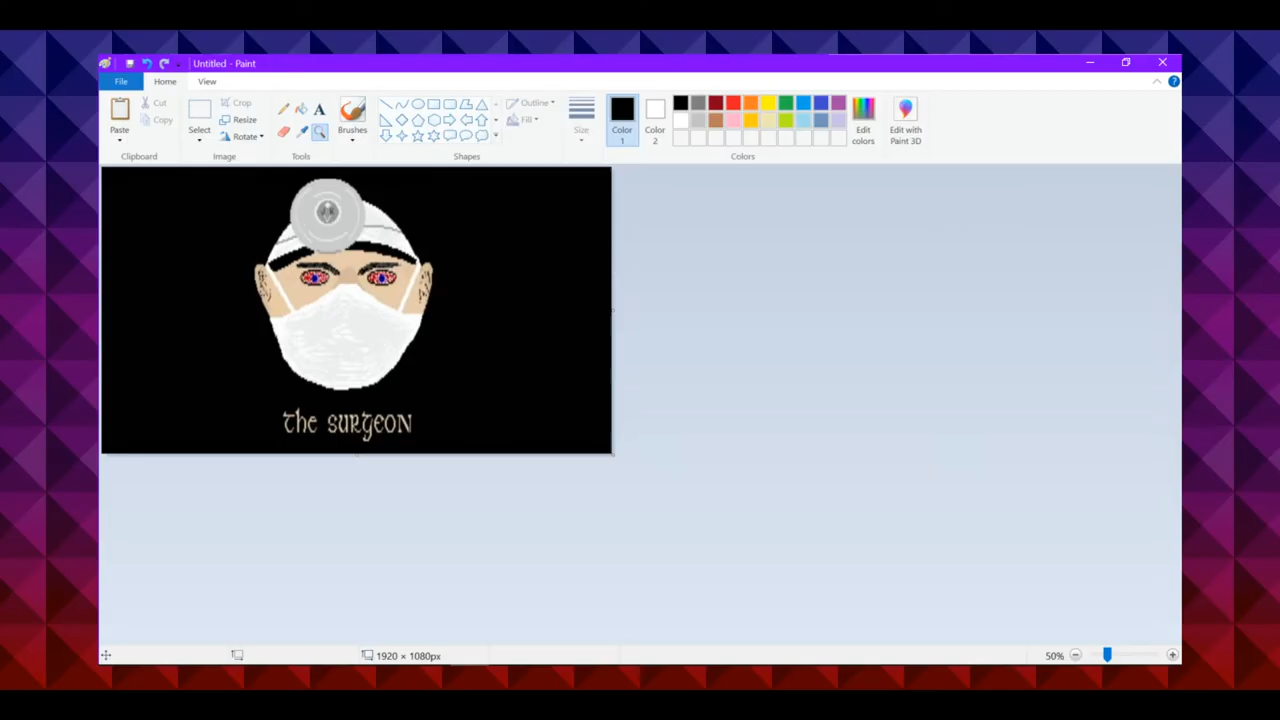 Untitled - Paint
File Home View
Paste
Cut
Copy
Clipboard
Select
Crop
Resize
Rotate
Image
A
Tools
Brushes
Outline
Fill
Shapes
Size
Color 1
Color 2
Edit colors
Colors
Edit with Paint 3D
the surgeon
1920 × 1080px
50%